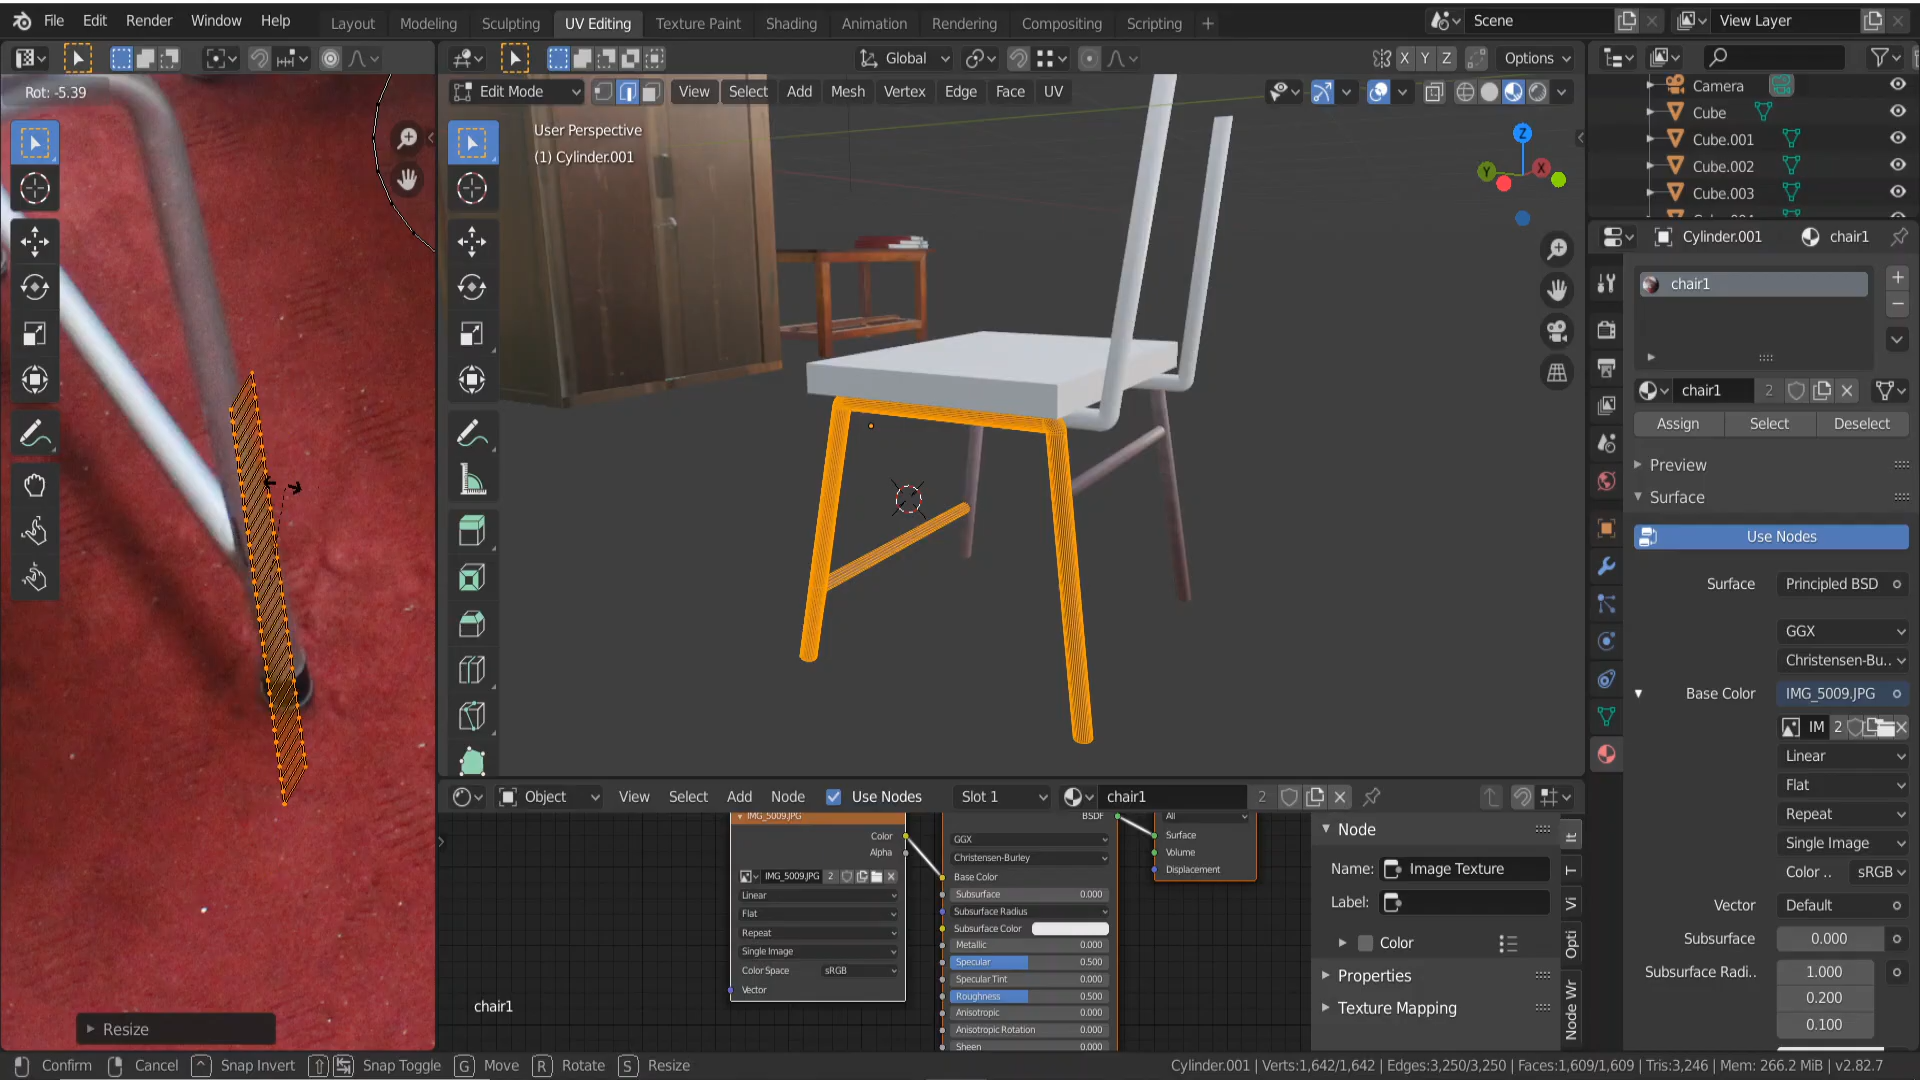 File Edit Render Window Help Layout Modeling Sculpting UV Editing Texture Paint Shading Animation Rendering Compositing Scripting + Scene View Layer
Global X Y Z Options
Rot: -5.39
Edit Mode View Select Add Mesh Vertex Edge Face UV
User Perspective
(1) Cylinder.001
Z
Y X
Camera
Cube
Cube.001
Cube.002
Cube.003
Cylinder.001 chair1
chair1
chair1 2
Assign Select Deselect
Preview
Surface
Use Nodes
Surface Principled BSD
GGX
Christensen-Bu..
Base Color IMG_5009.JPG
IM 2
Linear
Flat
Repeat
Single Image
Color .. sRGB
Vector Default
Subsurface 0.000
Subsurface Radi.. 1.000
0.200
0.100
Object View Select Add Node Use Nodes Slot 1 chair1 2
IMG_5009.JPG
Color
Alpha
IMG_5009.JPG 2
Linear
Flat
Repeat
Single Image
Color Space sRGB
Vector
BSDF
GGX
Christensen-Burley
Base Color
Subsurface 0.000
Subsurface Radius
Subsurface Color
Metallic 0.000
Specular 0.500
Specular Tint 0.000
Roughness 0.500
Anisotropic 0.000
Anisotropic Rotation 0.000
Sheen 0.000
All
Surface
Volume
Displacement
chair1
Node
Name: Image Texture
Label:
Color
Properties
Texture Mapping
It
T
Vi
Opti
Node Wr
Resize
Confirm Cancel Snap Invert Snap Toggle G Move R Rotate S Resize
Cylinder.001 | Verts:1,642/1,642 | Edges:3,250/3,250 | Faces:1,609/1,609 | Tris:3,246 | Mem: 266.2 MiB | v2.82.7